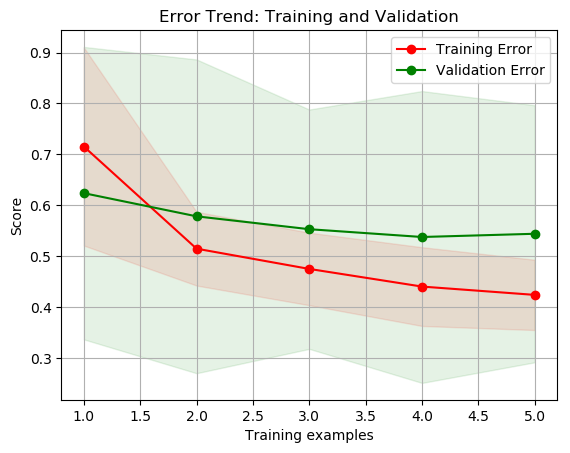 Error Trend: Training and Validation
Training Error
Validation Error
0.9
0.8
0.7
0.6
0.5
0.4
0.3
Score
1.0 1.5 2.0 2.5 3.0 3.5 4.0 4.5 5.0
Training examples